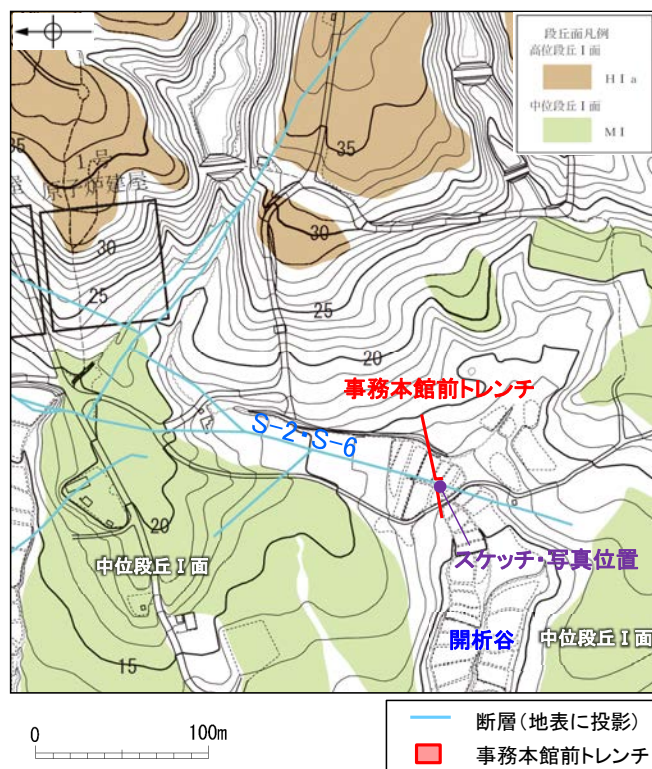 段丘面凡例
高位段丘Ⅰ面
HⅠa
中位段丘Ⅰ面
MⅠ
35
35
1号
原子炉建屋
30
30
25
25
20
事務本館前トレンチ
S-2・S-6
20
スケッチ・写真位置
中位段丘Ⅰ面
開析谷
中位段丘Ⅰ面
15
0 100m
断層(地表に投影)
事務本館前トレンチ